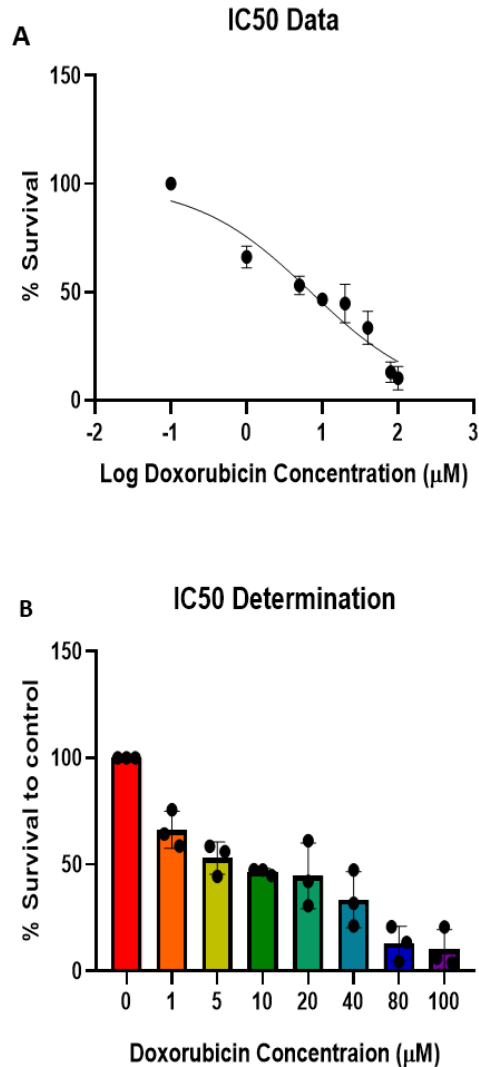 IC50 Data
A
150
100
50
0
% Survival
-2 -1 0 1 2 3
Log Doxorubicin Concentration (μM)
B
IC50 Determination
150
100
50
0
% Survival to control
0 1 5 10 20 40 80 100
Doxorubicin Concentraion (μM)